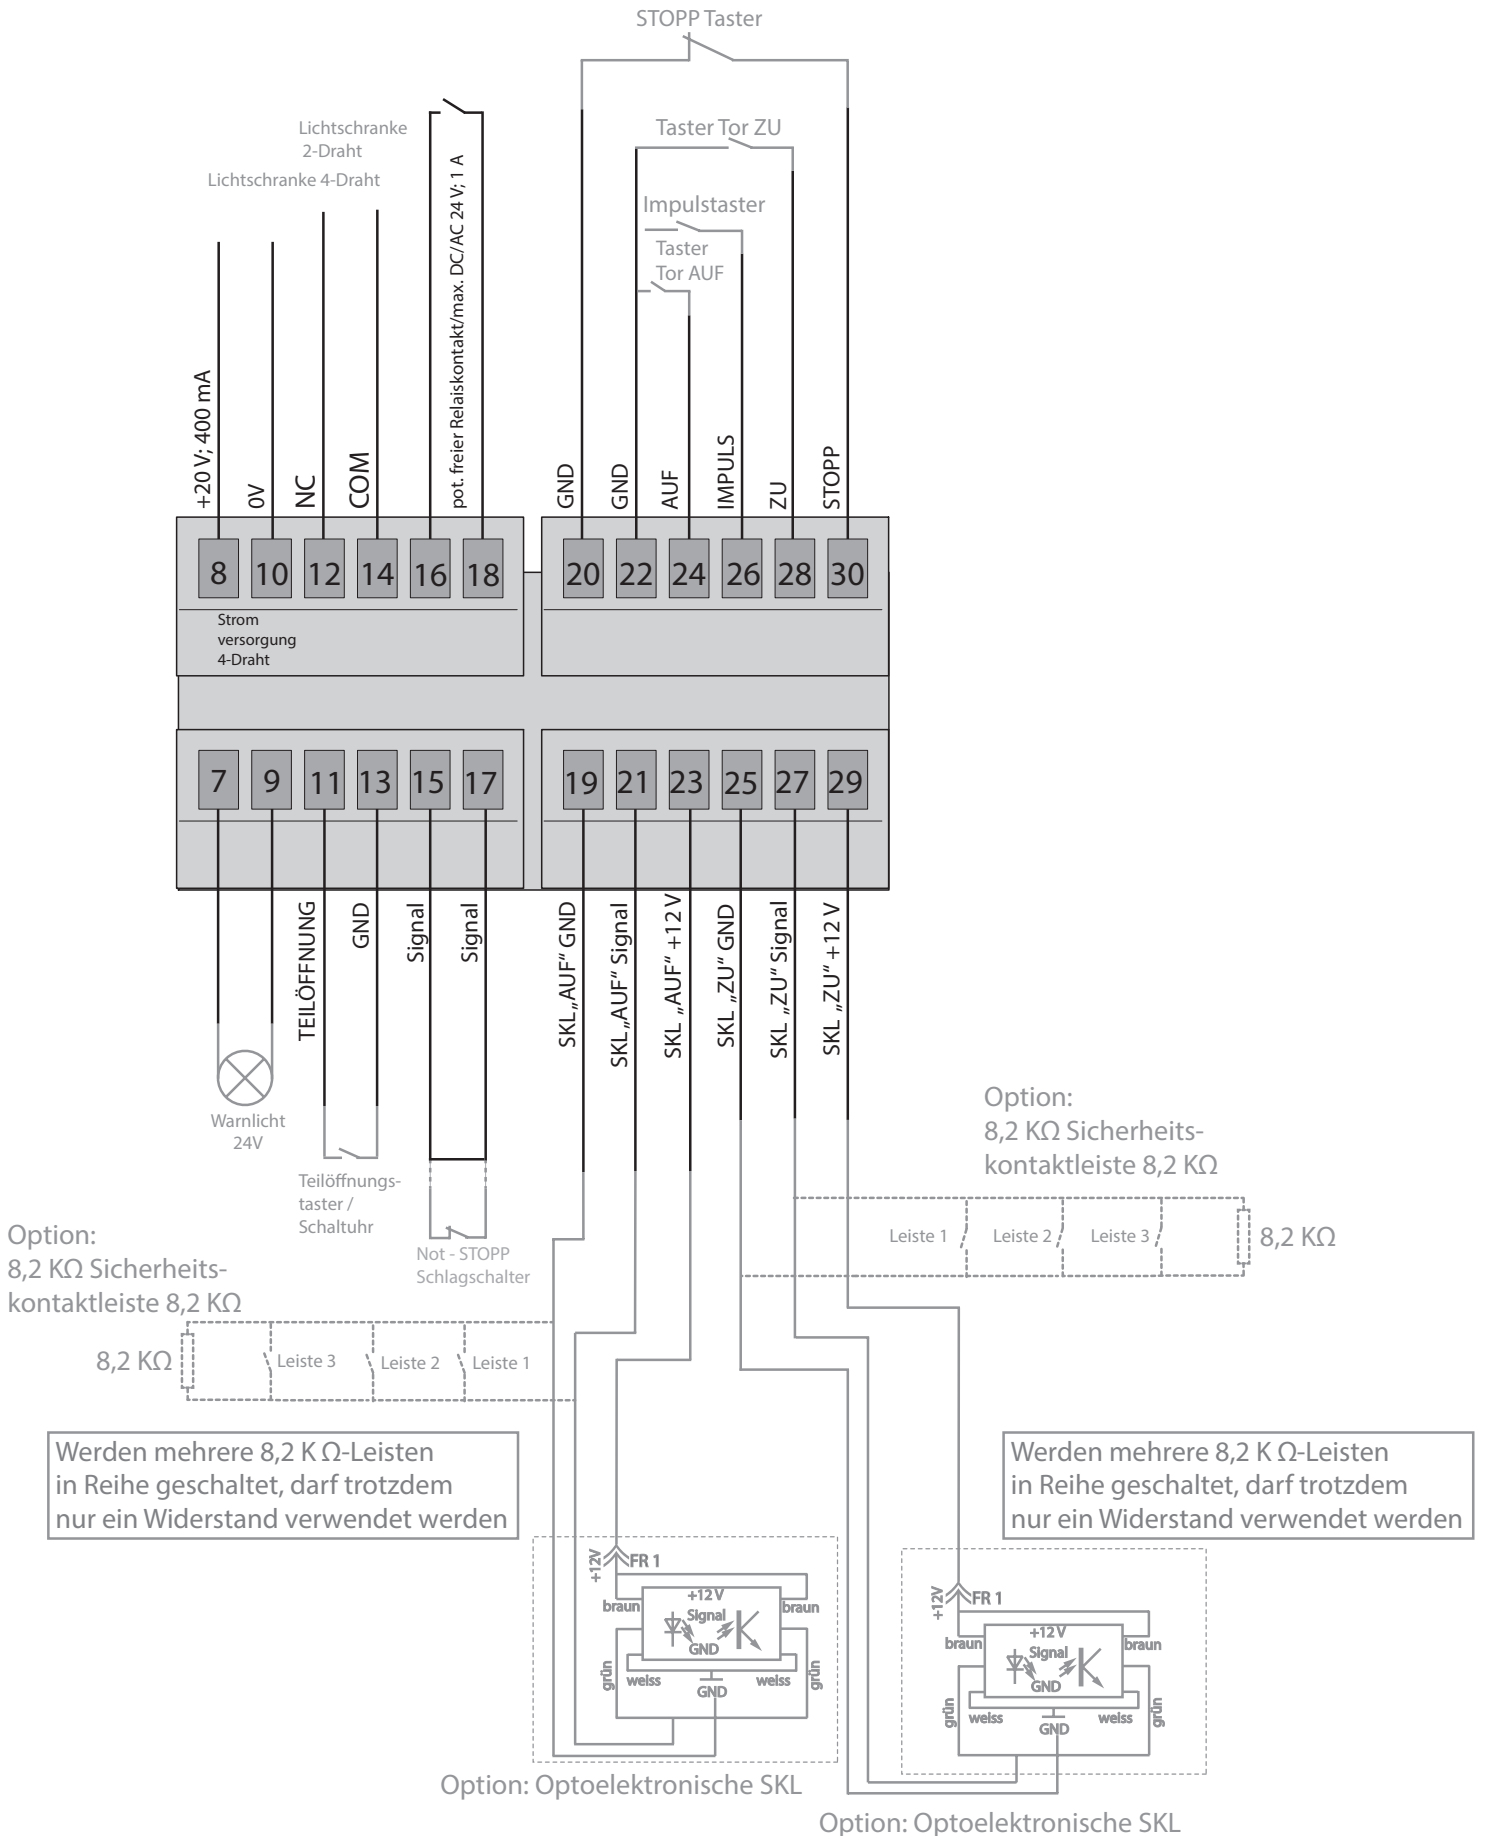 STOPP Taster
Lichtschranke
2-Draht
Lichtschranke 4-Draht
Taster Tor ZU
Impulstaster
Taster
Tor AUF
+20 V; 400 mA
0V
NC
COM
pot. freier Relaiskontakt/max. DC/AC 24 V; 1 A
GND
GND
AUF
IMPULS
ZU
STOPP
8 10 12 14 16 18 20 22 24 26 28 30
Strom
versorgung
4-Draht
7 9 11 13 15 17 19 21 23 25 27 29
TEILÖFFNUNG
GND
Signal
Signal
SKL „AUF“ GND
SKL „AUF“ Signal
SKL „AUF“ +12 V
SKL „ZU“ GND
SKL „ZU“ Signal
SKL „ZU“ +12 V
Warnlicht
24V
Teilöffnungs-
taster /
Schaltuhr
Not - STOPP
Schlagschalter
Option:
8,2 KΩ Sicherheits-
kontaktleiste 8,2 KΩ
Leiste 1 Leiste 2 Leiste 3 8,2 KΩ
Option:
8,2 KΩ Sicherheits-
kontaktleiste 8,2 KΩ
8,2 KΩ Leiste 3 Leiste 2 Leiste 1
Werden mehrere 8,2 K Ω-Leisten
in Reihe geschaltet, darf trotzdem
nur ein Widerstand verwendet werden
Werden mehrere 8,2 K Ω-Leisten
in Reihe geschaltet, darf trotzdem
nur ein Widerstand verwendet werden
+12V
FR 1
+12 V
braun
braun
Signal
GND
grün
weiss
weiss
grün
GND
Option: Optoelektronische SKL
+12V
FR 1
+12 V
braun
braun
Signal
GND
grün
weiss
weiss
grün
GND
Option: Optoelektronische SKL